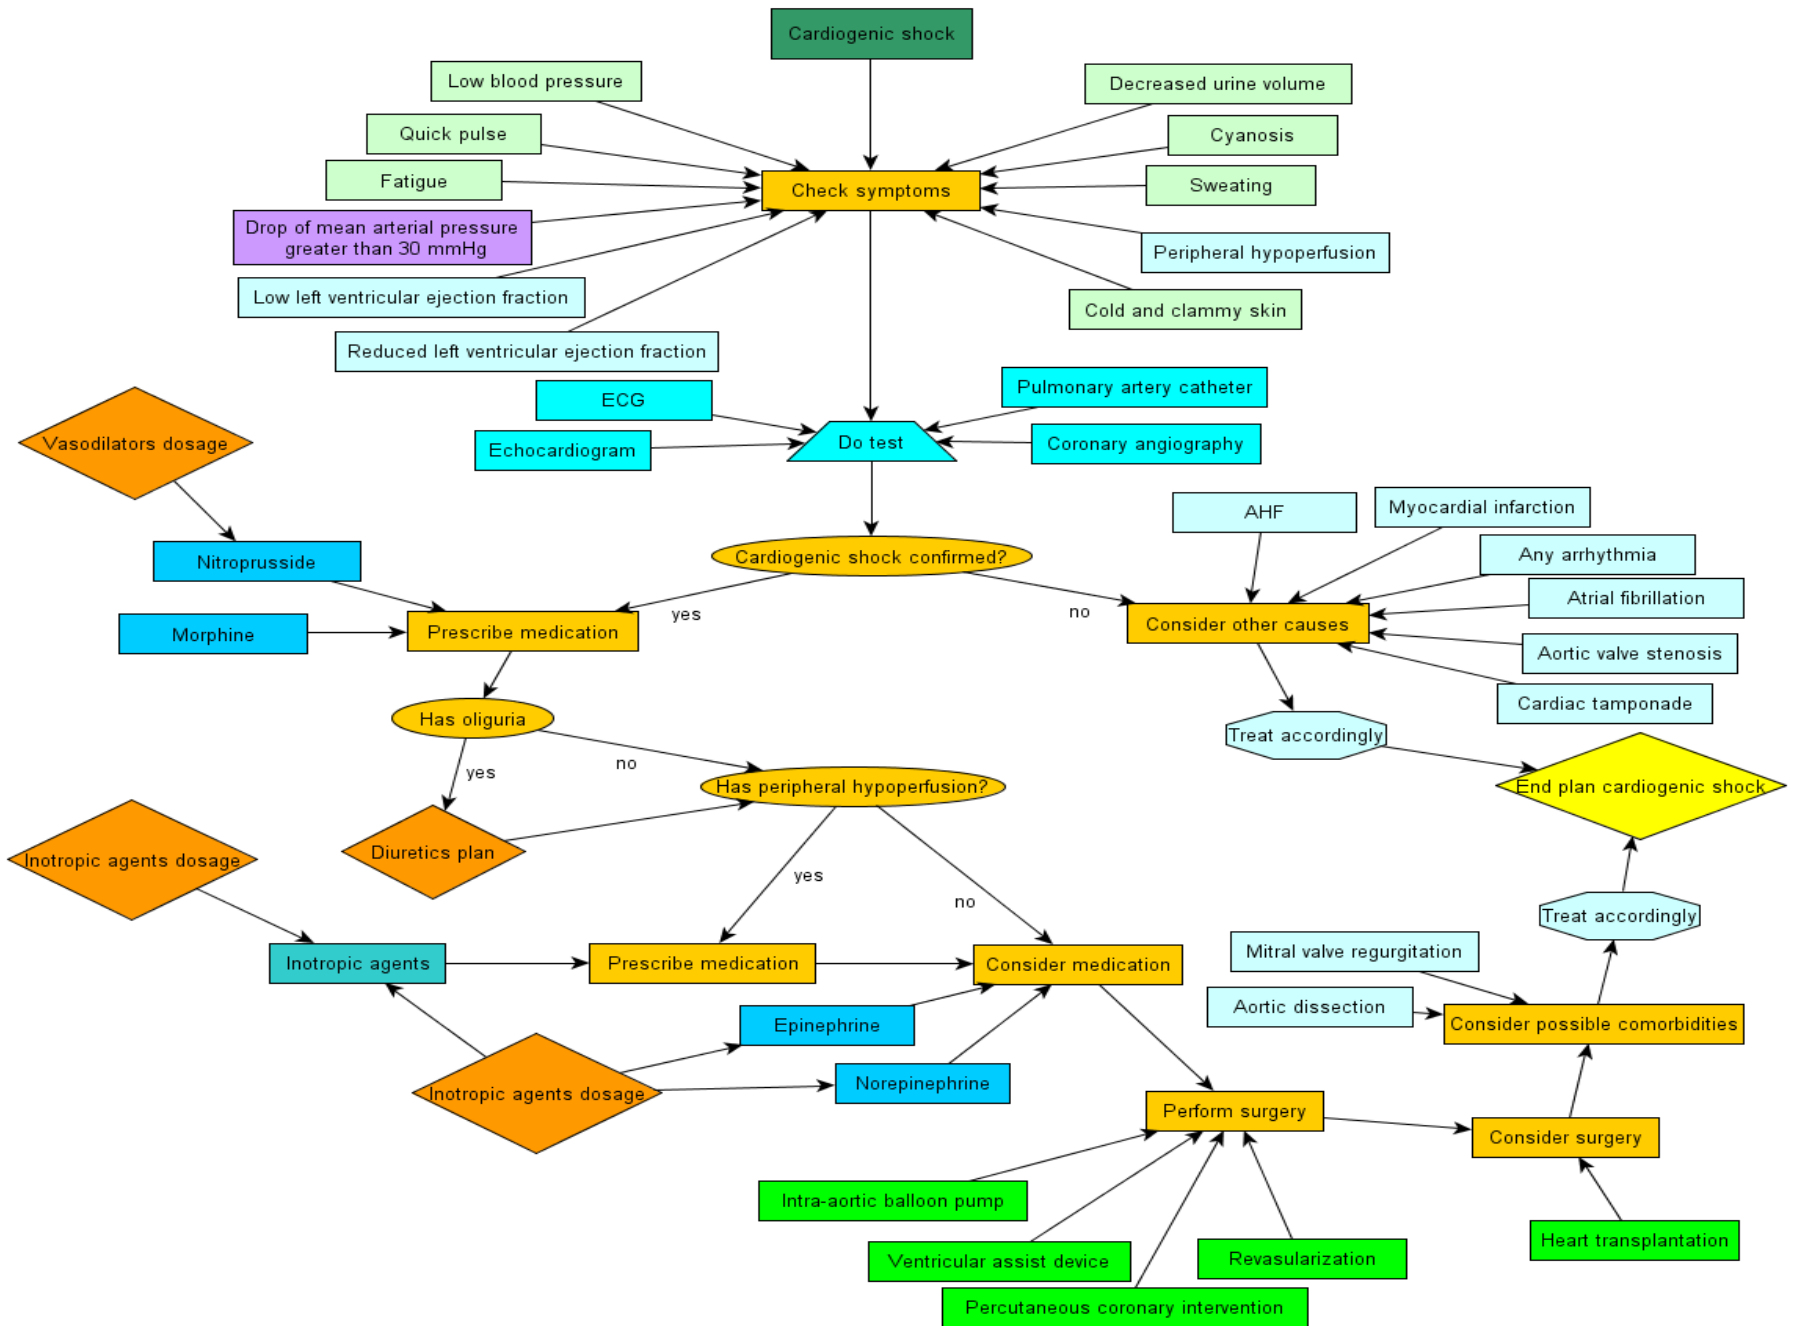 Cardiogenic shock
Low blood pressure
Decreased urine volume
Quick pulse
Cyanosis
Fatigue
Check symptoms
Sweating
Drop of mean arterial pressure
greater than 30 mmHg
Peripheral hypoperfusion
Low left ventricular ejection fraction
Cold and clammy skin
Reduced left ventricular ejection fraction
ECG
Pulmonary artery catheter
Vasodilators dosage
Echocardiogram
Do test
Coronary angiography
AHF
Myocardial infarction
Nitroprusside
Cardiogenic shock confirmed?
Any arrhythmia
Atrial fibrillation
yes
no
Morphine
Prescribe medication
Consider other causes
Aortic valve stenosis
Cardiac tamponade
Has oliguria
Treat accordingly
yes
no
Has peripheral hypoperfusion?
End plan cardiogenic shock
Inotropic agents dosage
Diuretics plan
yes
no
Treat accordingly
Mitral valve regurgitation
Inotropic agents
Prescribe medication
Consider medication
Aortic dissection
Epinephrine
Consider possible comorbidities
Inotropic agents dosage
Norepinephrine
Perform surgery
Consider surgery
Intra-aortic balloon pump
Ventricular assist device
Revasularization
Heart transplantation
Percutaneous coronary intervention